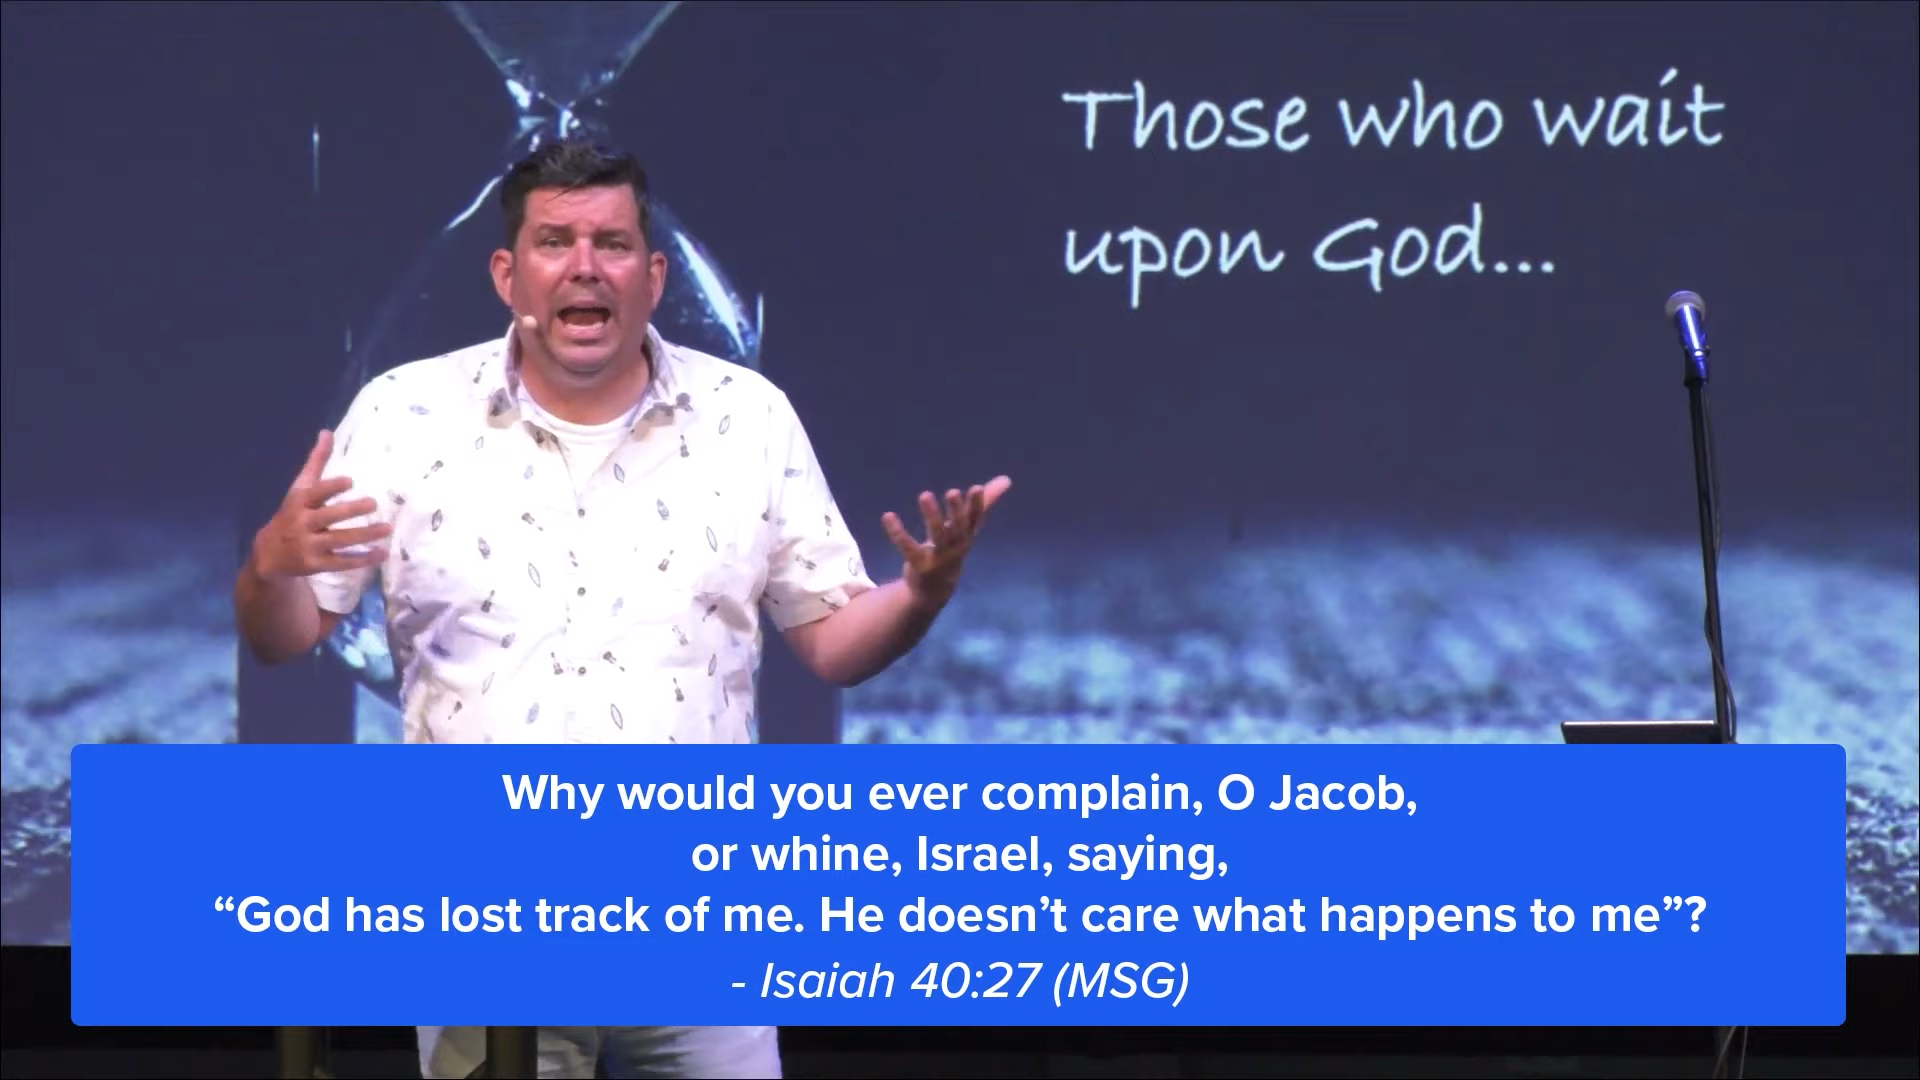 Those who wait
upon God...
Why would you ever complain, O Jacob,
or whine, Israel, saying,
“God has lost track of me. He doesn’t care what happens to me”?
- Isaiah 40:27 (MSG)